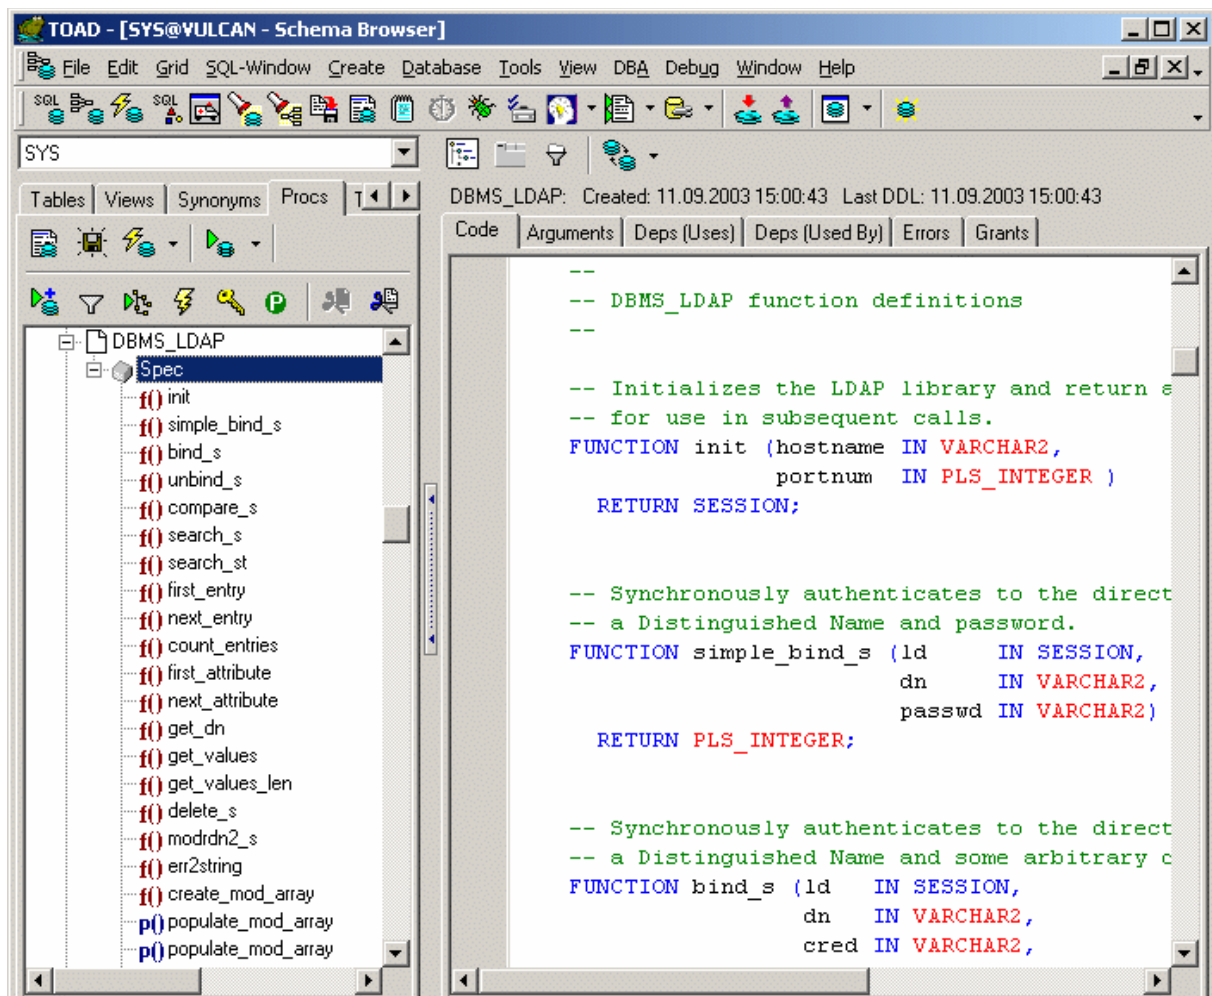 TOAD - [SYS@VULCAN - Schema Browser]
File Edit Grid SQL-Window Create Database Tools View DBA Debug Window Help
SQL SQL
SYS
Tables Views Synonyms Procs T
DBMS_LDAP
Spec
f() init
f() simple_bind_s
f() bind_s
f() unbind_s
f() compare_s
f() search_s
f() search_st
f() first_entry
f() next_entry
f() count_entries
f() first_attribute
f() next_attribute
f() get_dn
f() get_values
f() get_values_len
f() delete_s
f() modrdn2_s
f() err2string
f() create_mod_array
p() populate_mod_array
p() populate_mod_array
DBMS_LDAP: Created: 11.09.2003 15:00:43 Last DDL: 11.09.2003 15:00:43
Code Arguments Deps (Uses) Deps (Used By) Errors Grants
--
-- DBMS_LDAP function definitions
--
-- Initializes the LDAP library and return a
-- for use in subsequent calls.
FUNCTION init (hostname IN VARCHAR2,
portnum IN PLS_INTEGER )
RETURN SESSION;
-- Synchronously authenticates to the direct
-- a Distinguished Name and password.
FUNCTION simple_bind_s (ld IN SESSION,
dn IN VARCHAR2,
passwd IN VARCHAR2)
RETURN PLS_INTEGER;
-- Synchronously authenticates to the direct
-- a Distinguished Name and some arbitrary c
FUNCTION bind_s (ld IN SESSION,
dn IN VARCHAR2,
cred IN VARCHAR2,